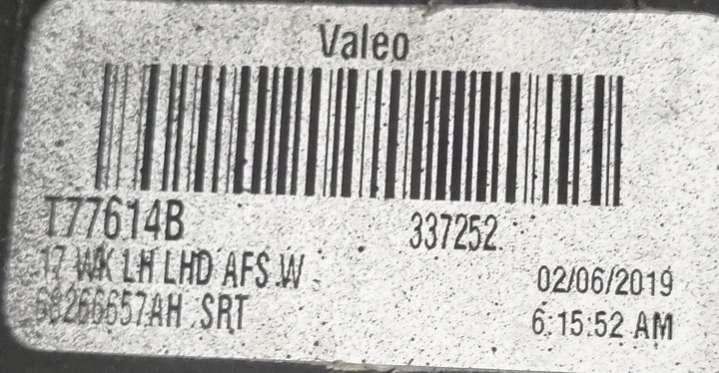 Valeo
T77614B 337252
17 WK LH LHD AFS W 02/06/2019
68266657AH SRT 6:15:52 AM